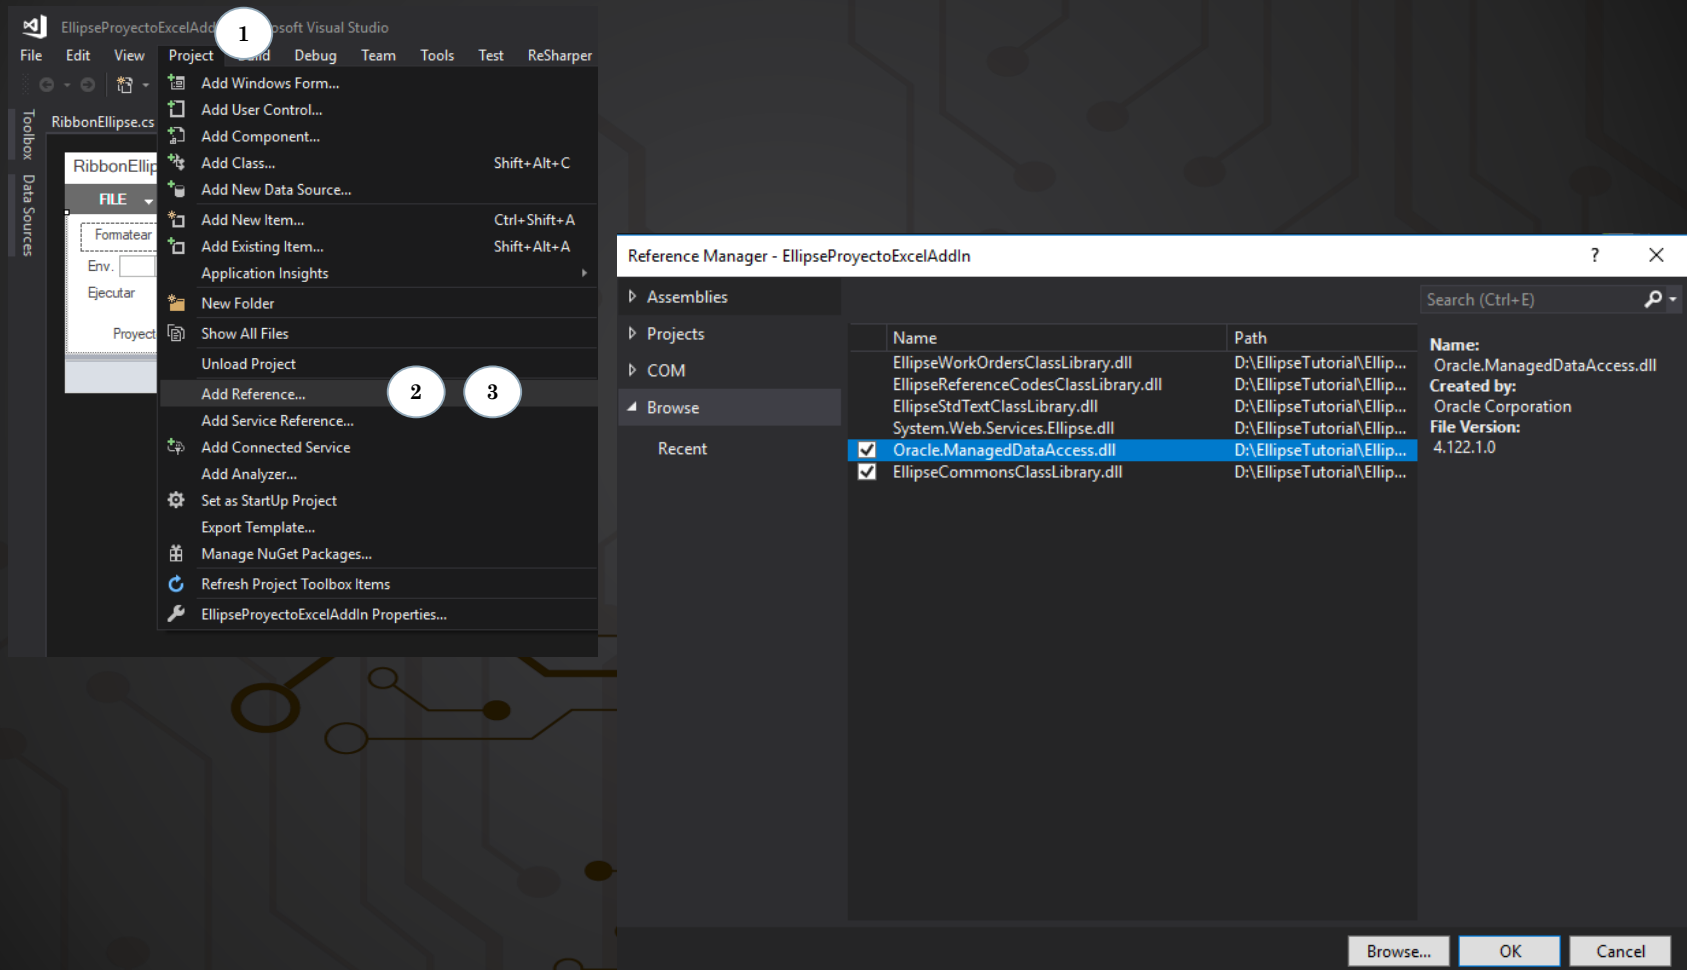 EllipseProyectoExcelAdd
osoft Visual Studio
1
File Edit View Project Debug Team Tools Test ReSharper
Toolbox
Data Sources
RibbonEllipse.cs
RibbonEllip
FILE
Formatear
Env.
Ejecutar
Proyect
Add Windows Form...
Add User Control...
Add Component...
Add Class... Shift+Alt+C
Add New Data Source...
Add New Item... Ctrl+Shift+A
Add Existing Item... Shift+Alt+A
Application Insights
New Folder
Show All Files
Unload Project
Add Reference... 2 3
Add Service Reference...
Add Connected Service
Add Analyzer...
Set as StartUp Project
Export Template...
Manage NuGet Packages...
Refresh Project Toolbox Items
EllipseProyectoExcelAddIn Properties...
Reference Manager - EllipseProyectoExcelAddIn ?
Assemblies
Projects
COM
Browse
Recent
Search (Ctrl+E)
Name Path
EllipseWorkOrdersClassLibrary.dll D:\EllipseTutorial\Ellip...
EllipseReferenceCodesClassLibrary.dll D:\EllipseTutorial\Ellip...
EllipseStdTextClassLibrary.dll D:\EllipseTutorial\Ellip...
System.Web.Services.Ellipse.dll D:\EllipseTutorial\Ellip...
Oracle.ManagedDataAccess.dll D:\EllipseTutorial\Ellip...
EllipseCommonsClassLibrary.dll D:\EllipseTutorial\Ellip...
Name:
Oracle.ManagedDataAccess.dll
Created by:
Oracle Corporation
File Version:
4.122.1.0
Browse... OK Cancel